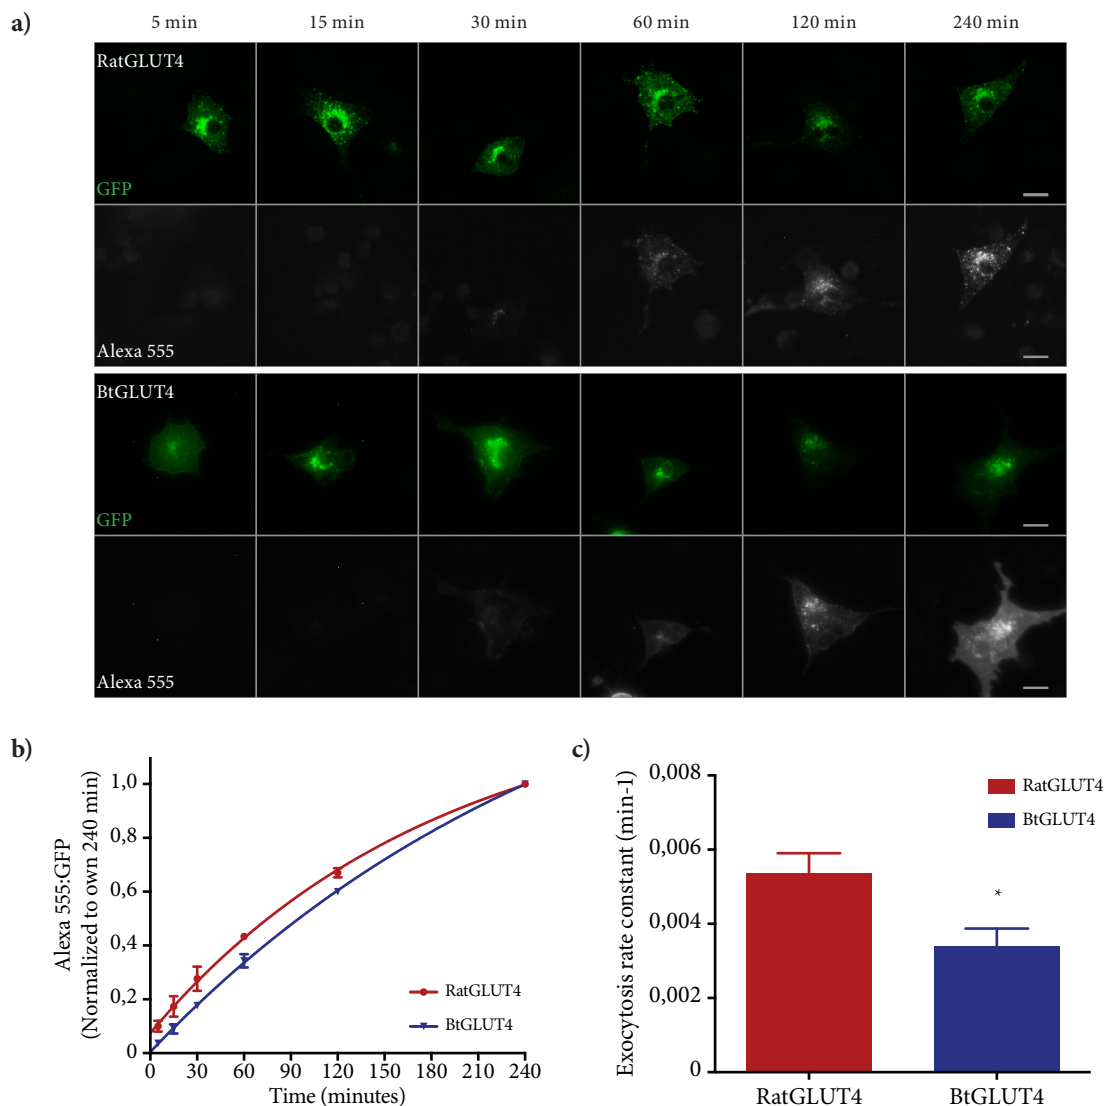 a)
5 min 15 min 30 min 60 min 120 min 240 min
RatGLUT4
GFP
Alexa 555
BtGLUT4
GFP
Alexa 555
b)
Alexa 555:GFP
(Normalized to own 240 min)
1,0
0,8
0,6
0,4
0,2
0
RatGLUT4
BtGLUT4
0 30 60 90 120 150 180 210 240
Time (minutes)
c)
Exocytosis rate constant (min-1)
0,008
0,006
0,004
0,002
0
RatGLUT4
BtGLUT4
*
RatGLUT4 BtGLUT4